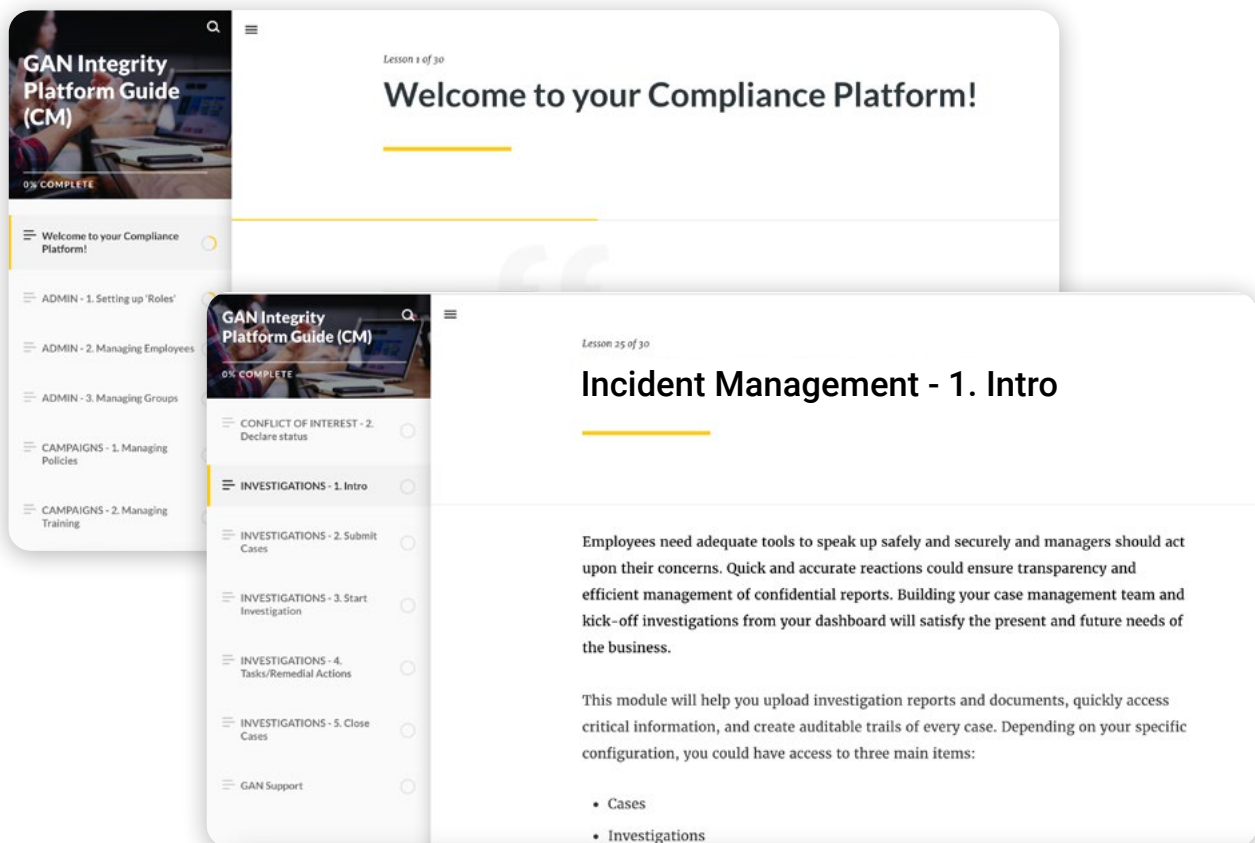 GAN Integrity
Platform Guide
(CM)
0% COMPLETE
Welcome to your Compliance
Platform!
ADMIN - 1. Setting up 'Roles'
ADMIN - 2. Managing Employees
ADMIN - 3. Managing Groups
CAMPAIGNS - 1. Managing
Policies
CAMPAIGNS - 2. Managing
Training
Lesson 1 of 30
Welcome to your Compliance Platform!
“
GAN Integrity
Platform Guide (CM)
0% COMPLETE
CONFLICT OF INTEREST - 2.
Declare status
INVESTIGATIONS - 1. Intro
INVESTIGATIONS - 2. Submit
Cases
INVESTIGATIONS - 3. Start
Investigation
INVESTIGATIONS - 4.
Tasks/Remedial Actions
INVESTIGATIONS - 5. Close
Cases
GAN Support
Lesson 25 of 30
Incident Management - 1. Intro
Employees need adequate tools to speak up safely and securely and managers should act
upon their concerns. Quick and accurate reactions could ensure transparency and
efficient management of confidential reports. Building your case management team and
kick-off investigations from your dashboard will satisfy the present and future needs of
the business.
This module will help you upload investigation reports and documents, quickly access
critical information, and create auditable trails of every case. Depending on your specific
configuration, you could have access to three main items:
• Cases
• Investigations